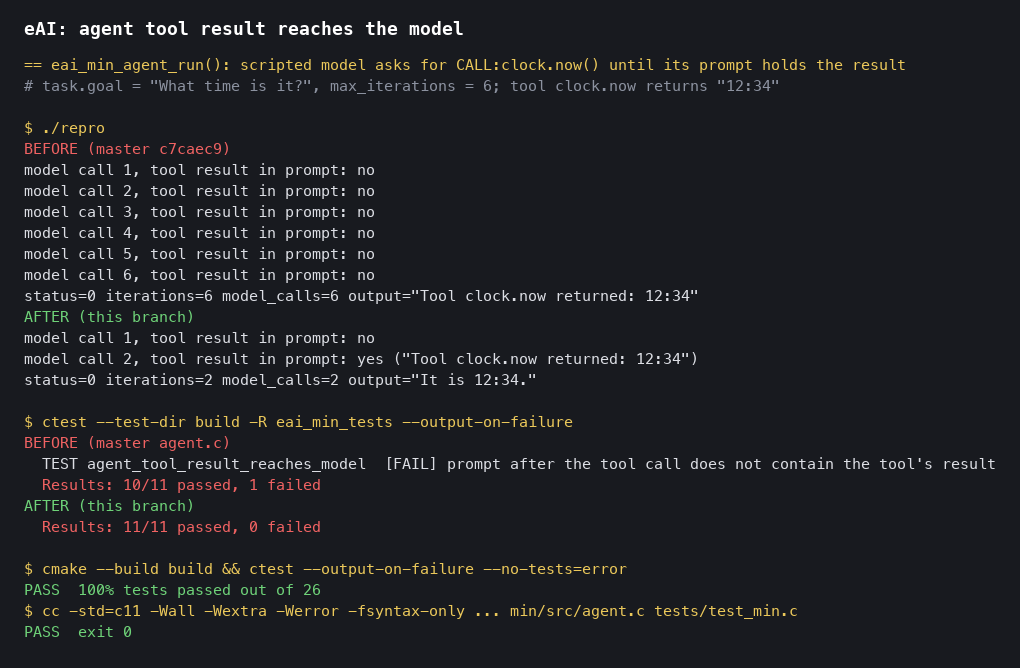 eAI: agent tool result reaches the model
== eai_min_agent_run(): scripted model asks for CALL:clock.now() until its prompt holds the result
# task.goal = "What time is it?", max_iterations = 6; tool clock.now returns "12:34"
$ ./repro
BEFORE (master c7caec9)
model call 1, tool result in prompt: no
model call 2, tool result in prompt: no
model call 3, tool result in prompt: no
model call 4, tool result in prompt: no
model call 5, tool result in prompt: no
model call 6, tool result in prompt: no
status=0 iterations=6 model_calls=6 output="Tool clock.now returned: 12:34"
AFTER (this branch)
model call 1, tool result in prompt: no
model call 2, tool result in prompt: yes ("Tool clock.now returned: 12:34")
status=0 iterations=2 model_calls=2 output="It is 12:34."
$ ctest --test-dir build -R eai_min_tests --output-on-failure
BEFORE (master agent.c)
TEST agent_tool_result_reaches_model  [FAIL] prompt after the tool call does not contain the tool's result
Results: 10/11 passed, 1 failed
AFTER (this branch)
Results: 11/11 passed, 0 failed
$ cmake --build build && ctest --output-on-failure --no-tests=error
PASS  100% tests passed out of 26
$ cc -std=c11 -Wall -Wextra -Werror -fsyntax-only ... min/src/agent.c tests/test_min.c
PASS  exit 0